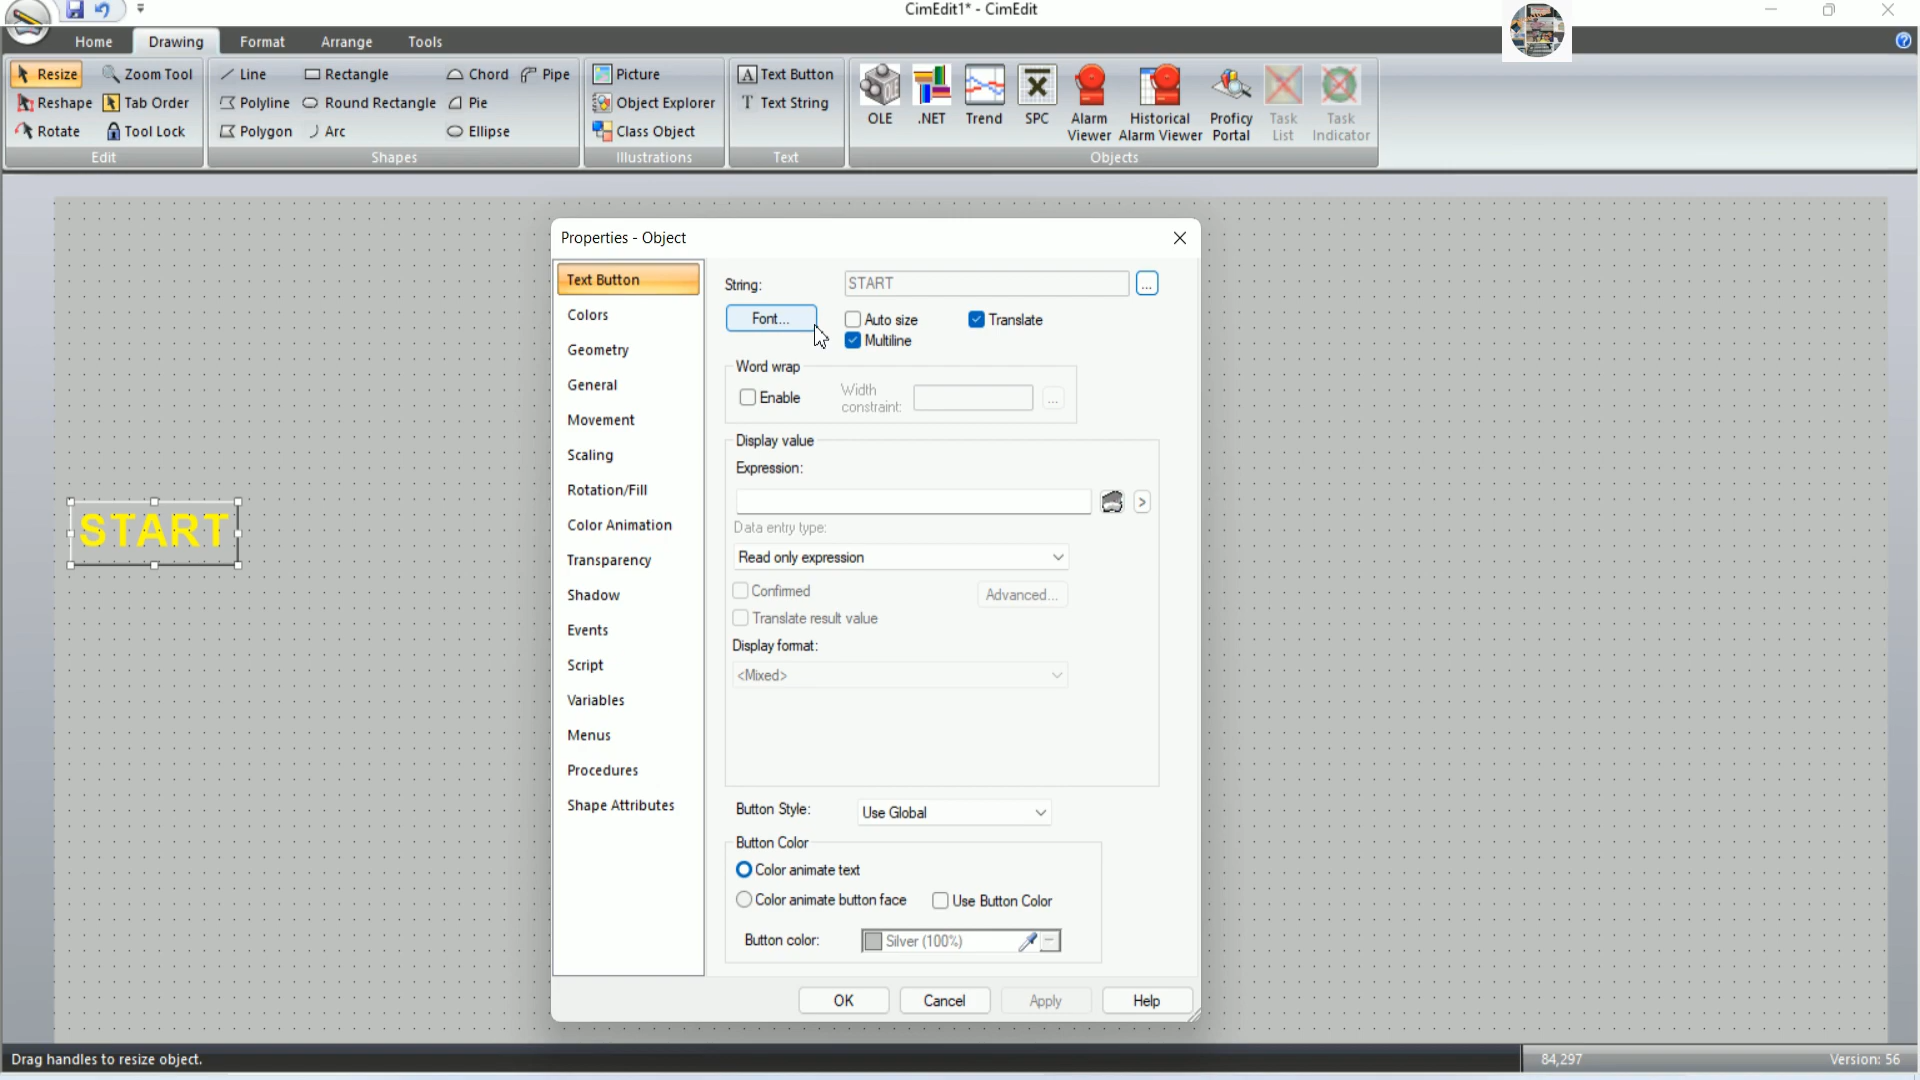 CimEdit1* - CimEdit
Home Drawing Format Arrange Tools
Resize Zoom Tool Line Rectangle Chord Pipe Picture Text Button
Reshape Tab Order Polyline Round Rectangle Pie Object Explorer Text String
Rotate Tool Lock Polygon Arc Ellipse Class Object
OLE .NET Trend SPC Alarm Viewer Historical Alarm Viewer Proficy Portal Task List Task Indicator
Edit Shapes Illustrations Text Objects
Properties - Object
Text Button
Colors
Geometry
General
Movement
Scaling
Rotation/Fill
Color Animation
Transparency
Shadow
Events
Script
Variables
Menus
Procedures
Shape Attributes
String: START ...
Font... Auto size Translate
Multiline
Word wrap
Enable Width constraint: ...
Display value
Expression:
>
Data entry type:
Read only expression
Confirmed Advanced...
Translate result value
Display format:
<Mixed>
Button Style: Use Global
Button Color
Color animate text
Color animate button face Use Button Color
Button color: Silver (100%)
OK Cancel Apply Help
START
Drag handles to resize object. 84,297 Version: 56